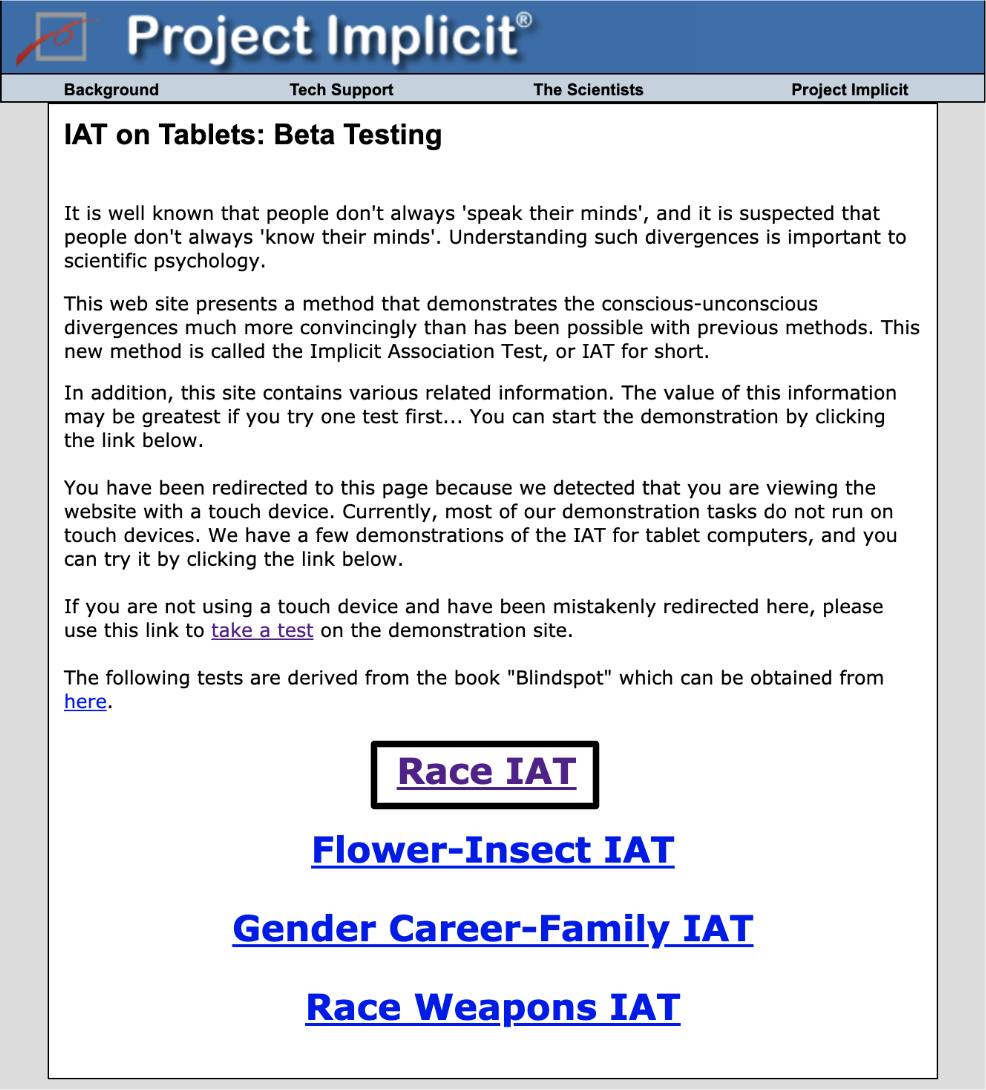 Project Implicit®
Background Tech Support The Scientists Project Implicit
IAT on Tablets: Beta Testing
It is well known that people don't always 'speak their minds', and it is suspected that
people don't always 'know their minds'. Understanding such divergences is important to
scientific psychology.
This web site presents a method that demonstrates the conscious-unconscious
divergences much more convincingly than has been possible with previous methods. This
new method is called the Implicit Association Test, or IAT for short.
In addition, this site contains various related information. The value of this information
may be greatest if you try one test first... You can start the demonstration by clicking
the link below.
You have been redirected to this page because we detected that you are viewing the
website with a touch device. Currently, most of our demonstration tasks do not run on
touch devices. We have a few demonstrations of the IAT for tablet computers, and you
can try it by clicking the link below.
If you are not using a touch device and have been mistakenly redirected here, please
use this link to take a test on the demonstration site.
The following tests are derived from the book "Blindspot" which can be obtained from
here.
Race IAT
Flower-Insect IAT
Gender Career-Family IAT
Race Weapons IAT